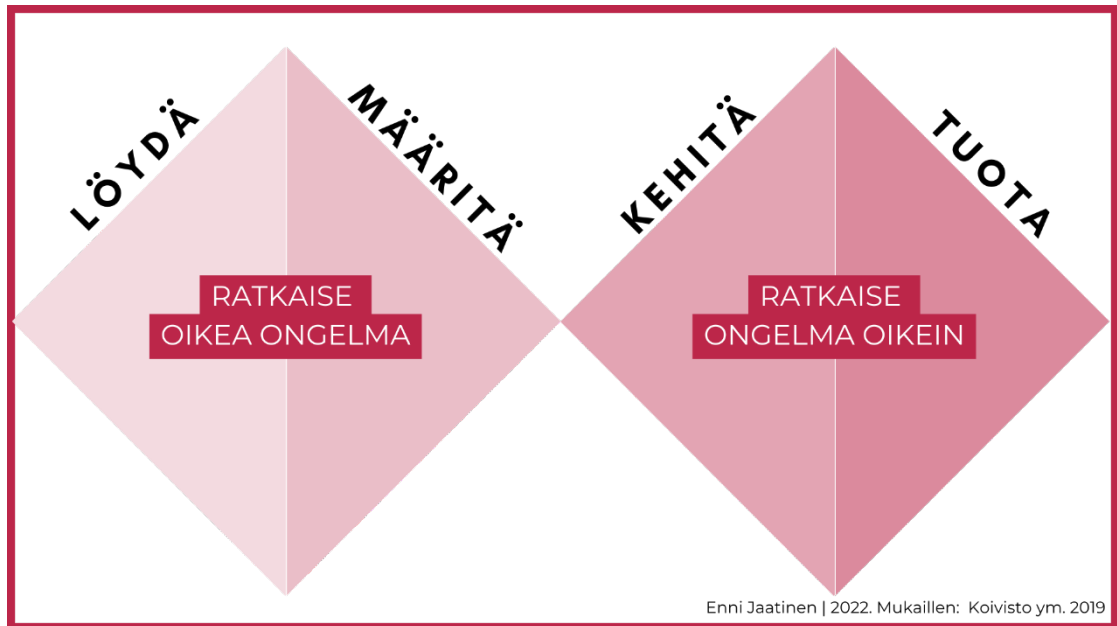 LÖYDÄ
MÄÄRITÄ
KEHITÄ
TUOTA
RATKAISE
OIKEA ONGELMA
RATKAISE
ONGELMA OIKEIN
Enni Jaatinen | 2022. Mukaillen: Koivisto ym. 2019